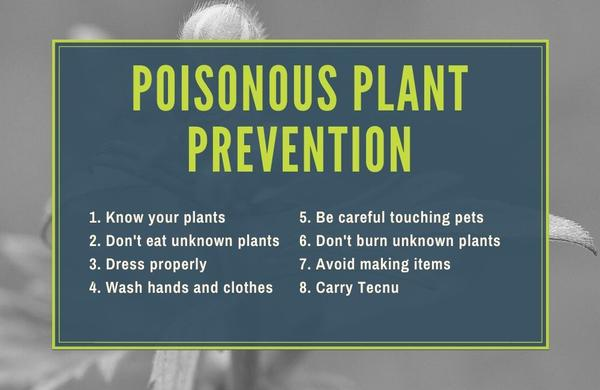 POISONOUS PLANT
PREVENTION
1. Know your plants
2. Don't eat unknown plants
3. Dress properly
4. Wash hands and clothes
5. Be careful touching pets
6. Don't burn unknown plants
7. Avoid making items
8. Carry Tecnu